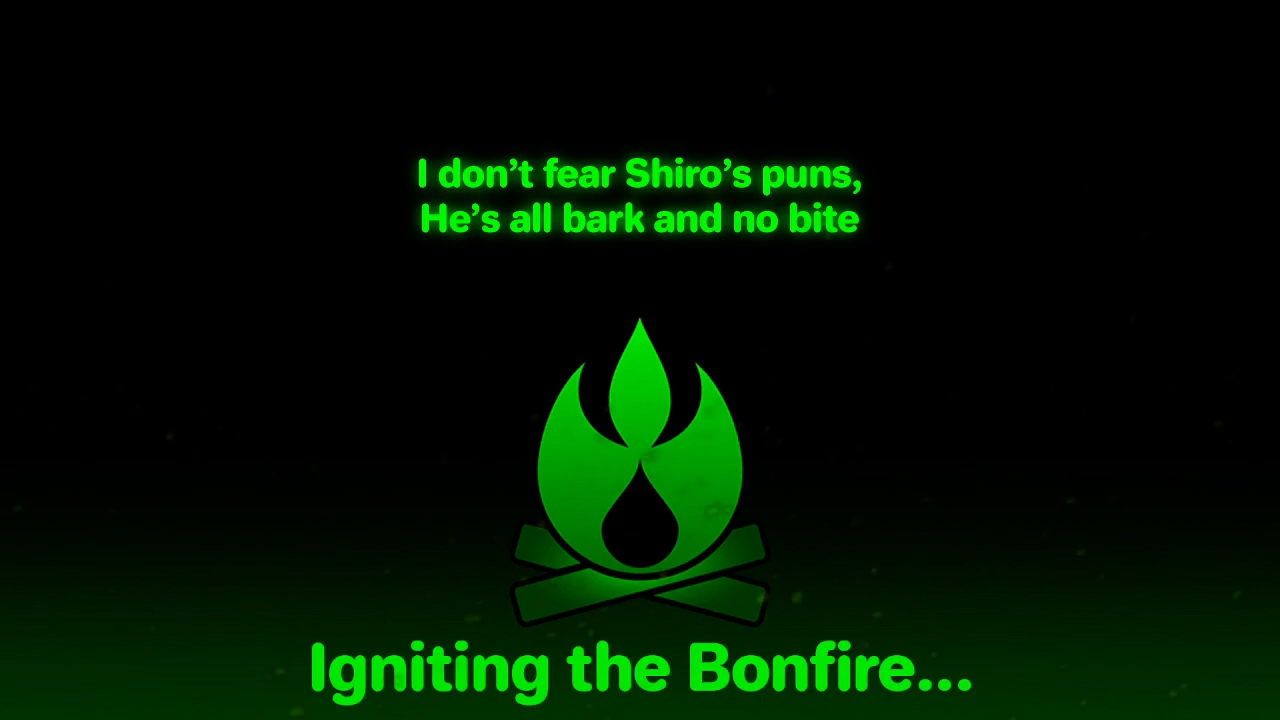 I don’t fear Shiro’s puns,
He’s all bark and no bite
Igniting the Bonfire...